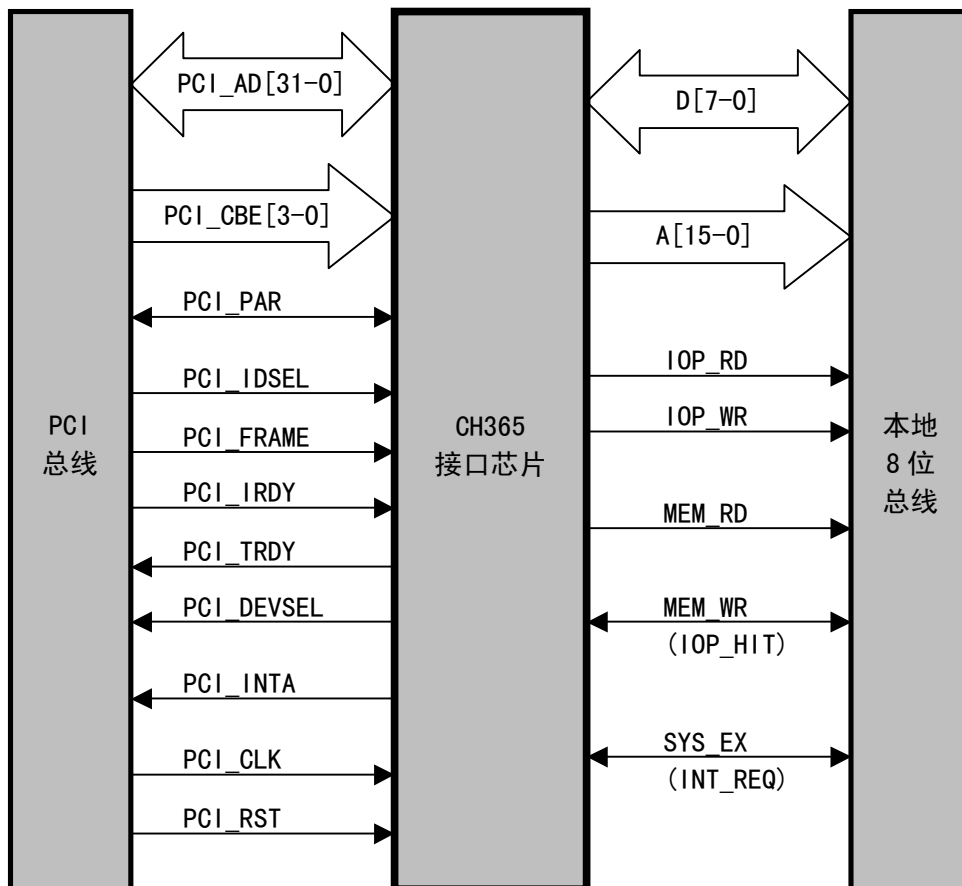 PCI_AD[31-0]
PCI_CBE[3-0]
PCI_PAR
PCI_IDSEL
PCI_FRAME
PCI_IRDY
PCI_TRDY
PCI_DEVSEL
PCI_INTA
PCI_CLK
PCI_RST
PCI
总线
CH365
接口芯片
D[7-0]
A[15-0]
IOP_RD
IOP_WR
MEM_RD
MEM_WR
(IOP_HIT)
SYS_EX
(INT_REQ)
本地
8 位
总线